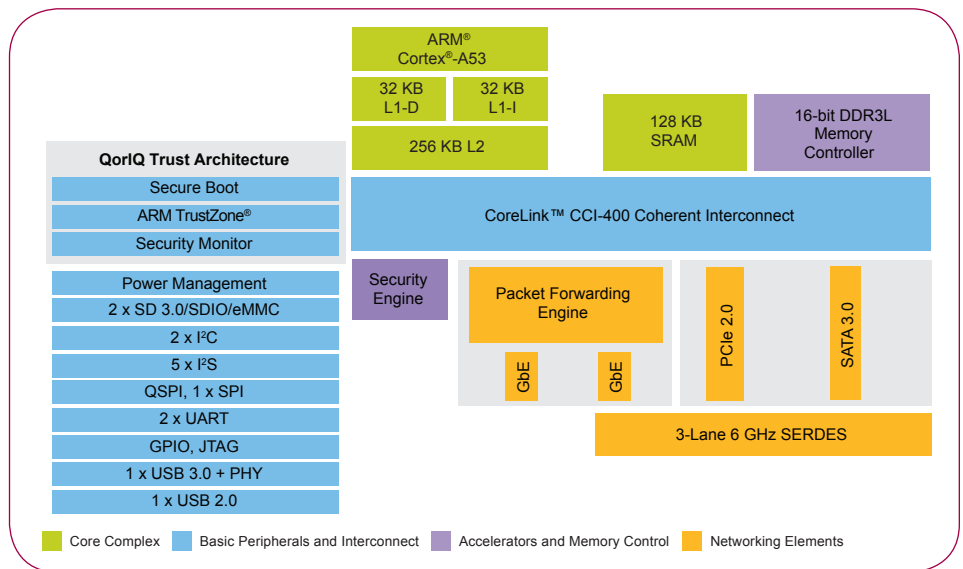 ARM®
Cortex®-A53
32 KB
L1-D
32 KB
L1-I
256 KB L2
128 KB
SRAM
16-bit DDR3L
Memory
Controller
QorIQ Trust Architecture
Secure Boot
ARM TrustZone®
Security Monitor
CoreLink™ CCI-400 Coherent Interconnect
Power Management
2 x SD 3.0/SDIO/eMMC
2 x I²C
5 x I²S
QSPI, 1 x SPI
2 x UART
GPIO, JTAG
1 x USB 3.0 + PHY
1 x USB 2.0
Security
Engine
Packet Forwarding
Engine
GbE
GbE
PCIe 2.0
SATA 3.0
3-Lane 6 GHz SERDES
Core Complex
Basic Peripherals and Interconnect
Accelerators and Memory Control
Networking Elements